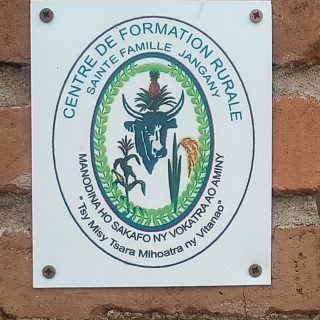 CENTRE DE FORMATION RURALE
SAINTE FAMILLE JANGANY
MANODINA HO SAKAFO NY VOKATRA AO AMINY
"Tsy Misy Tsara Mihoatra ny Vitanao"